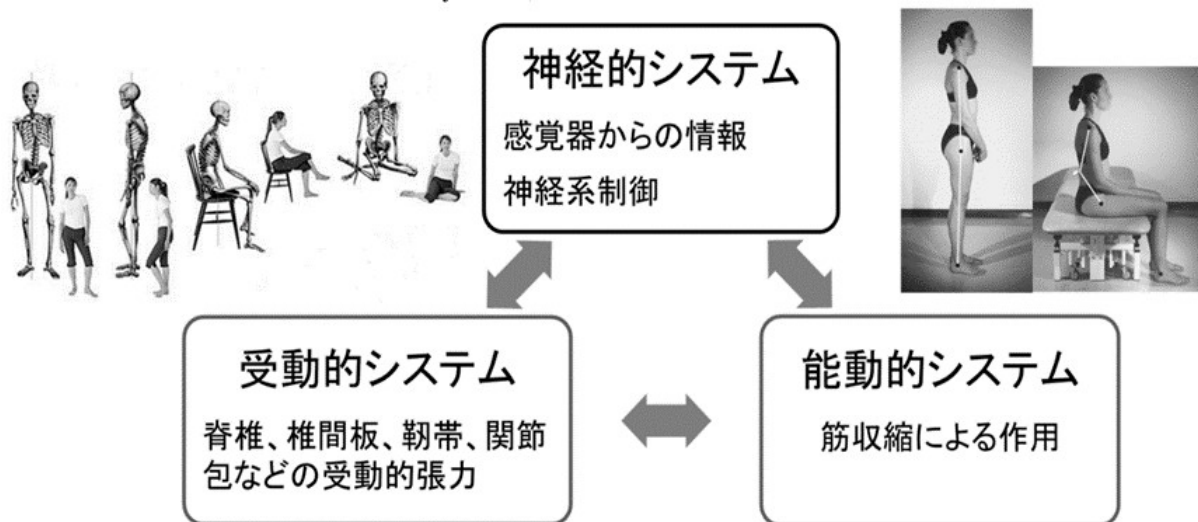 神経的システム
感覚器からの情報
神経系制御
受動的システム
脊椎、椎間板、靭帯、関節
包などの受動的張力
能動的システム
筋収縮による作用